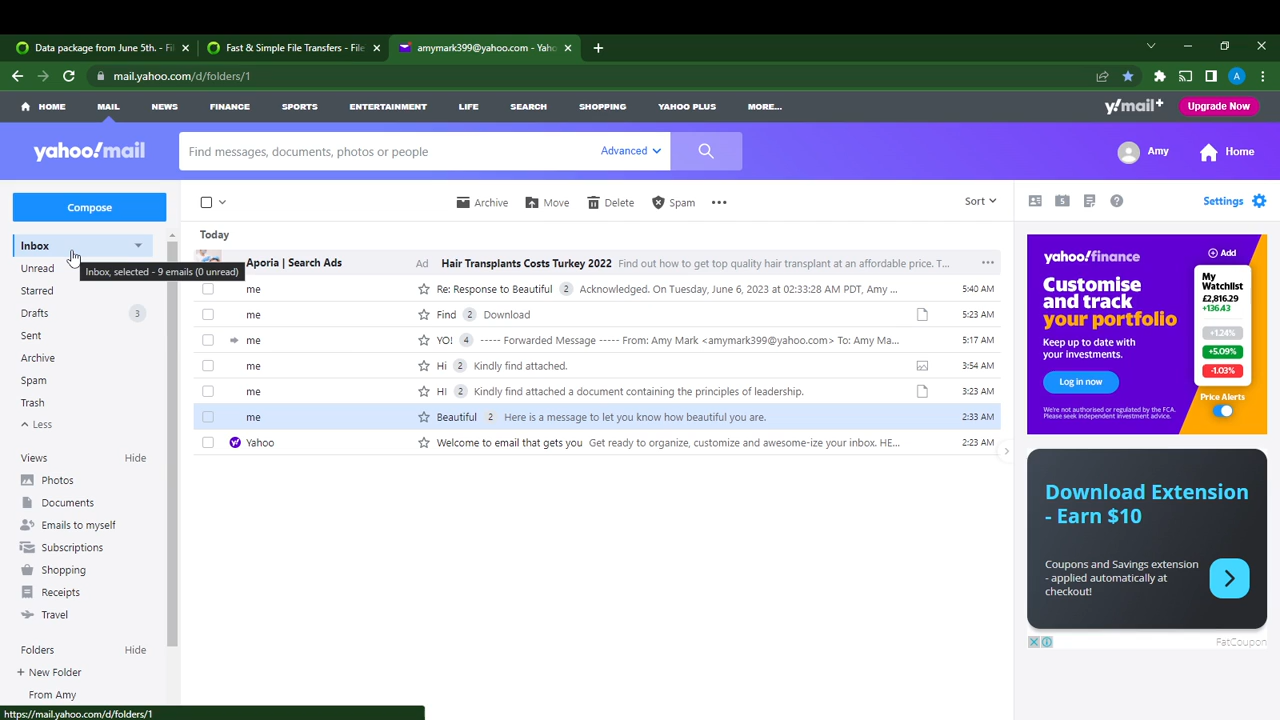 Data package from June 5th. - Fi
Fast & Simple File Transfers - File
amymark399@yahoo.com - Yaho
mail.yahoo.com/d/folders/1
A
HOME MAIL NEWS FINANCE SPORTS ENTERTAINMENT LIFE SEARCH SHOPPING YAHOO PLUS MORE...
y!mail+
Upgrade Now
yahoo!mail
Find messages, documents, photos or people
Advanced
Amy
Home
Compose
Archive Move Delete Spam
Sort
5
Settings
Inbox
Inbox, selected - 9 emails (0 unread)
Unread
Starred
Drafts 3
Sent
Archive
Spam
Trash
Less
Views Hide
Photos
Documents
Emails to myself
Subscriptions
Shopping
Receipts
Travel
Folders Hide
+ New Folder
From Amy
Today
Aporia | Search Ads Ad Hair Transplants Costs Turkey 2022 Find out how to get top quality hair transplant at an affordable price. T...
me Re: Response to Beautiful 2 Acknowledged. On Tuesday, June 6, 2023 at 02:33:28 AM PDT, Amy ... 5:40 AM
me Find 2 Download 5:23 AM
me YO! 4 ----- Forwarded Message ----- From: Amy Mark <amymark399@yahoo.com> To: Amy Ma... 5:17 AM
me Hi 2 Kindly find attached. 3:54 AM
me HI 2 Kindly find attached a document containing the principles of leadership. 3:23 AM
me Beautiful 2 Here is a message to let you know how beautiful you are. 2:33 AM
Yahoo Welcome to email that gets you Get ready to organize, customize and awesome-ize your inbox. HE... 2:23 AM
yahoo!finance
Customise
and track
your portfolio
Keep up to date with
your investments.
Log in now
We're not authorised or regulated by the FCA.
Please seek independent investment advice.
Add
My
Watchlist
£2,816.29
+136.43
+1.24%
+5.09%
-1.03%
Price Alerts
Download Extension
- Earn $10
Coupons and Savings extension
- applied automatically at
checkout!
FatCoupon
https://mail.yahoo.com/d/folders/1